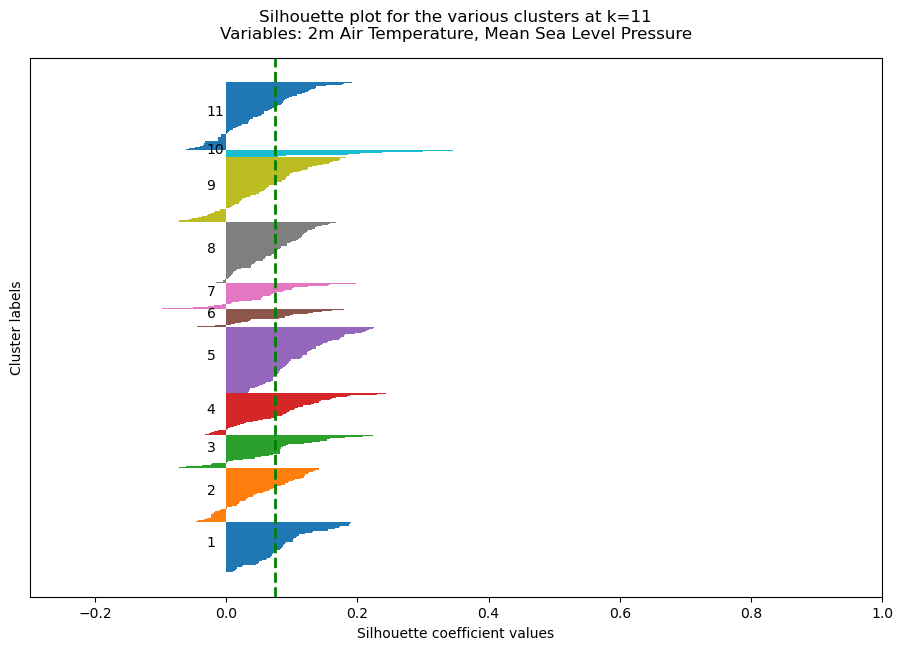 Silhouette plot for the various clusters at k=11
Variables: 2m Air Temperature, Mean Sea Level Pressure
11
10
9
8
7
6
5
4
3
2
1
Cluster labels
−0.2 0.0 0.2 0.4 0.6 0.8 1.0
Silhouette coefficient values